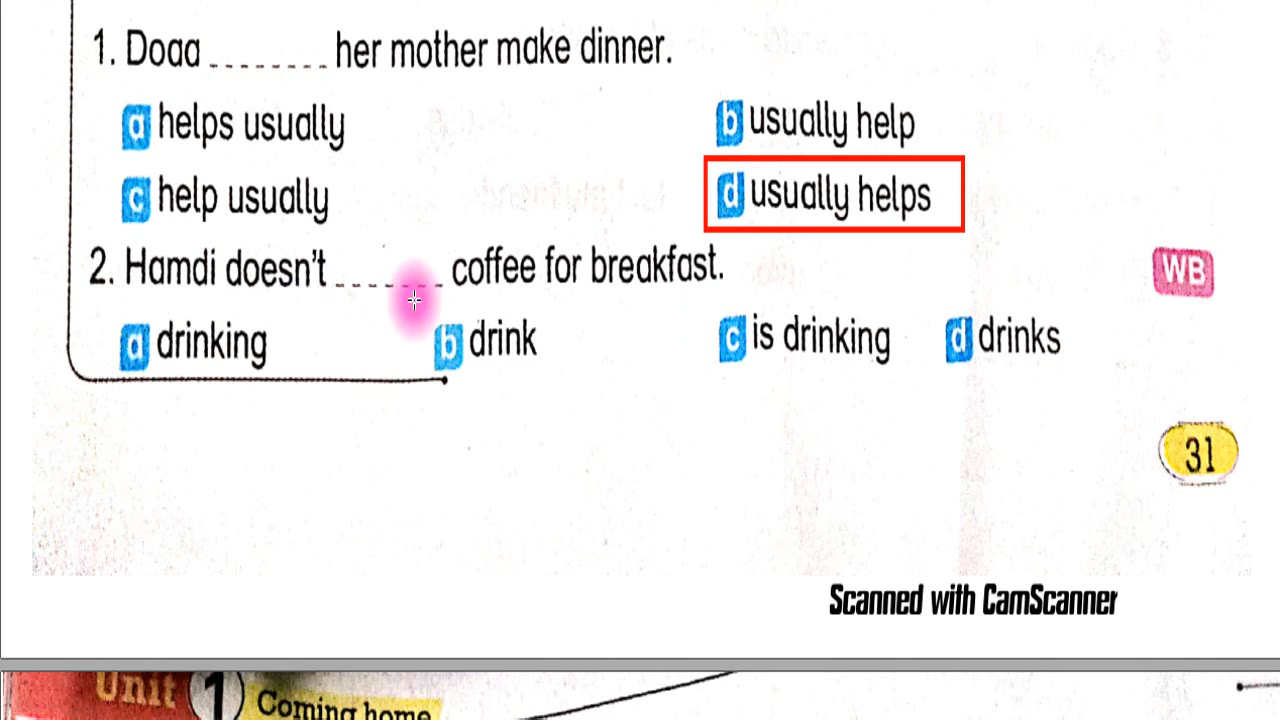 1. Doaa -------- her mother make dinner.
a helps usually b usually help
c help usually d usually helps
2. Hamdi doesn't ------- coffee for breakfast.
WB
a drinking b drink c is drinking d drinks
31
Scanned with CamScanner
Unit 1 Coming home